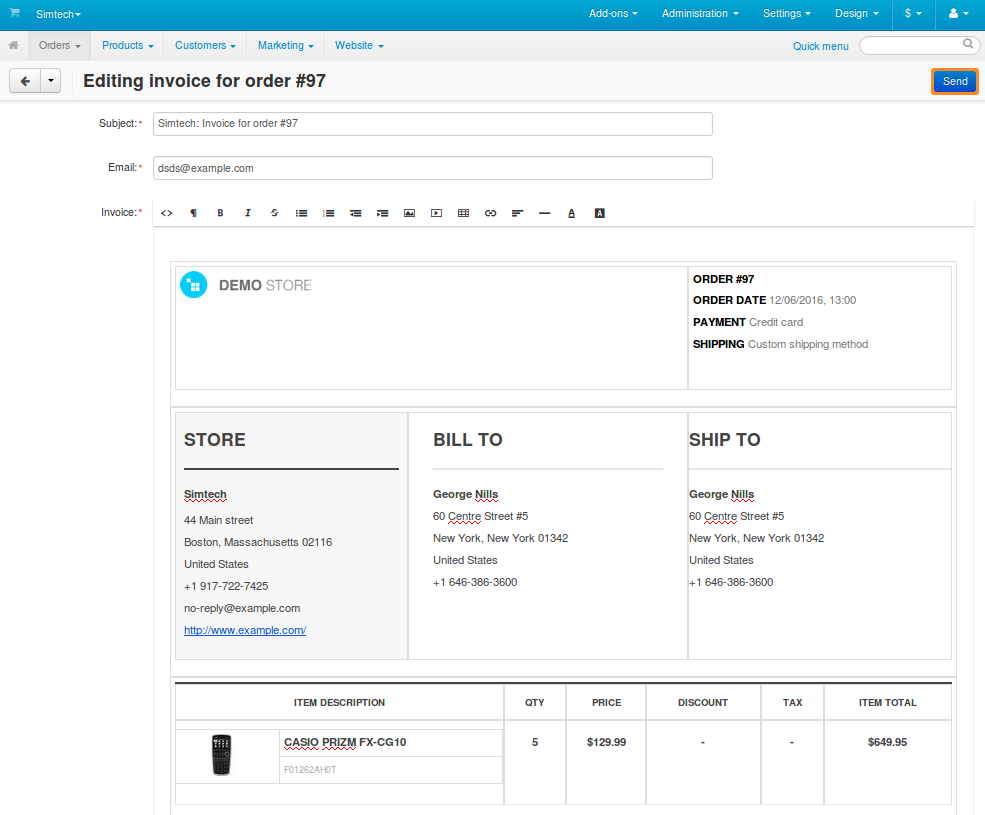 Simtech Add-ons Administration Settings Design $
Orders Products Customers Marketing Website Quick menu
Editing invoice for order #97 Send
Subject:* Simtech: Invoice for order #97
Email:* dsds@example.com
Invoice:* <> ¶ B I S A A
DEMO STORE
ORDER #97
ORDER DATE 12/06/2016, 13:00
PAYMENT Credit card
SHIPPING Custom shipping method
STORE
Simtech
44 Main street
Boston, Massachusetts 02116
United States
+1 917-722-7425
no-reply@example.com
http://www.example.com/
BILL TO
George Nills
60 Centre Street #5
New York, New York 01342
United States
+1 646-386-3600
SHIP TO
George Nills
60 Centre Street #5
New York, New York 01342
United States
+1 646-386-3600
ITEM DESCRIPTION QTY PRICE DISCOUNT TAX ITEM TOTAL
CASIO PRIZM FX-CG10 5 $129.99 - - $649.95
F01262AH0T